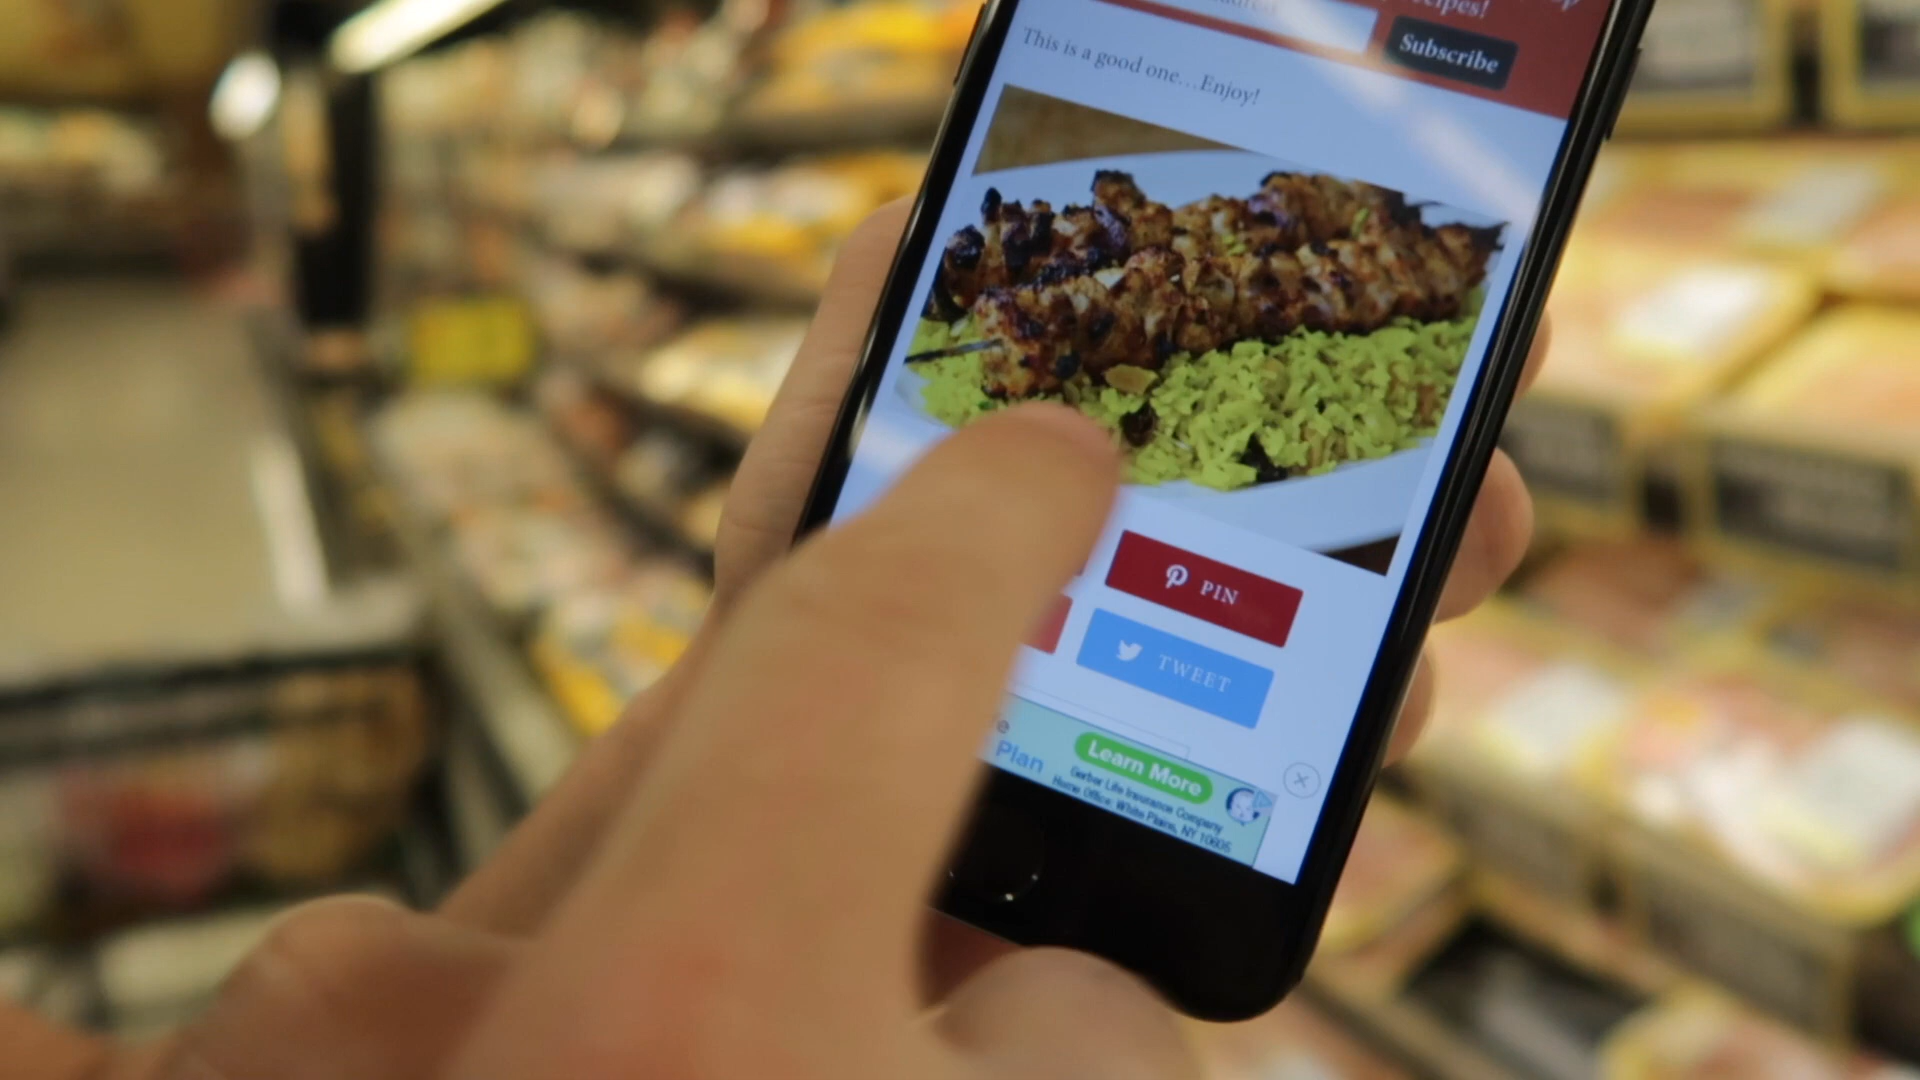 recipes!
Subscribe
This is a good one...Enjoy!
PIN
TWEET
Plan
Learn More
Gerber Life Insurance Company
Home Office: White Plains, NY 10605